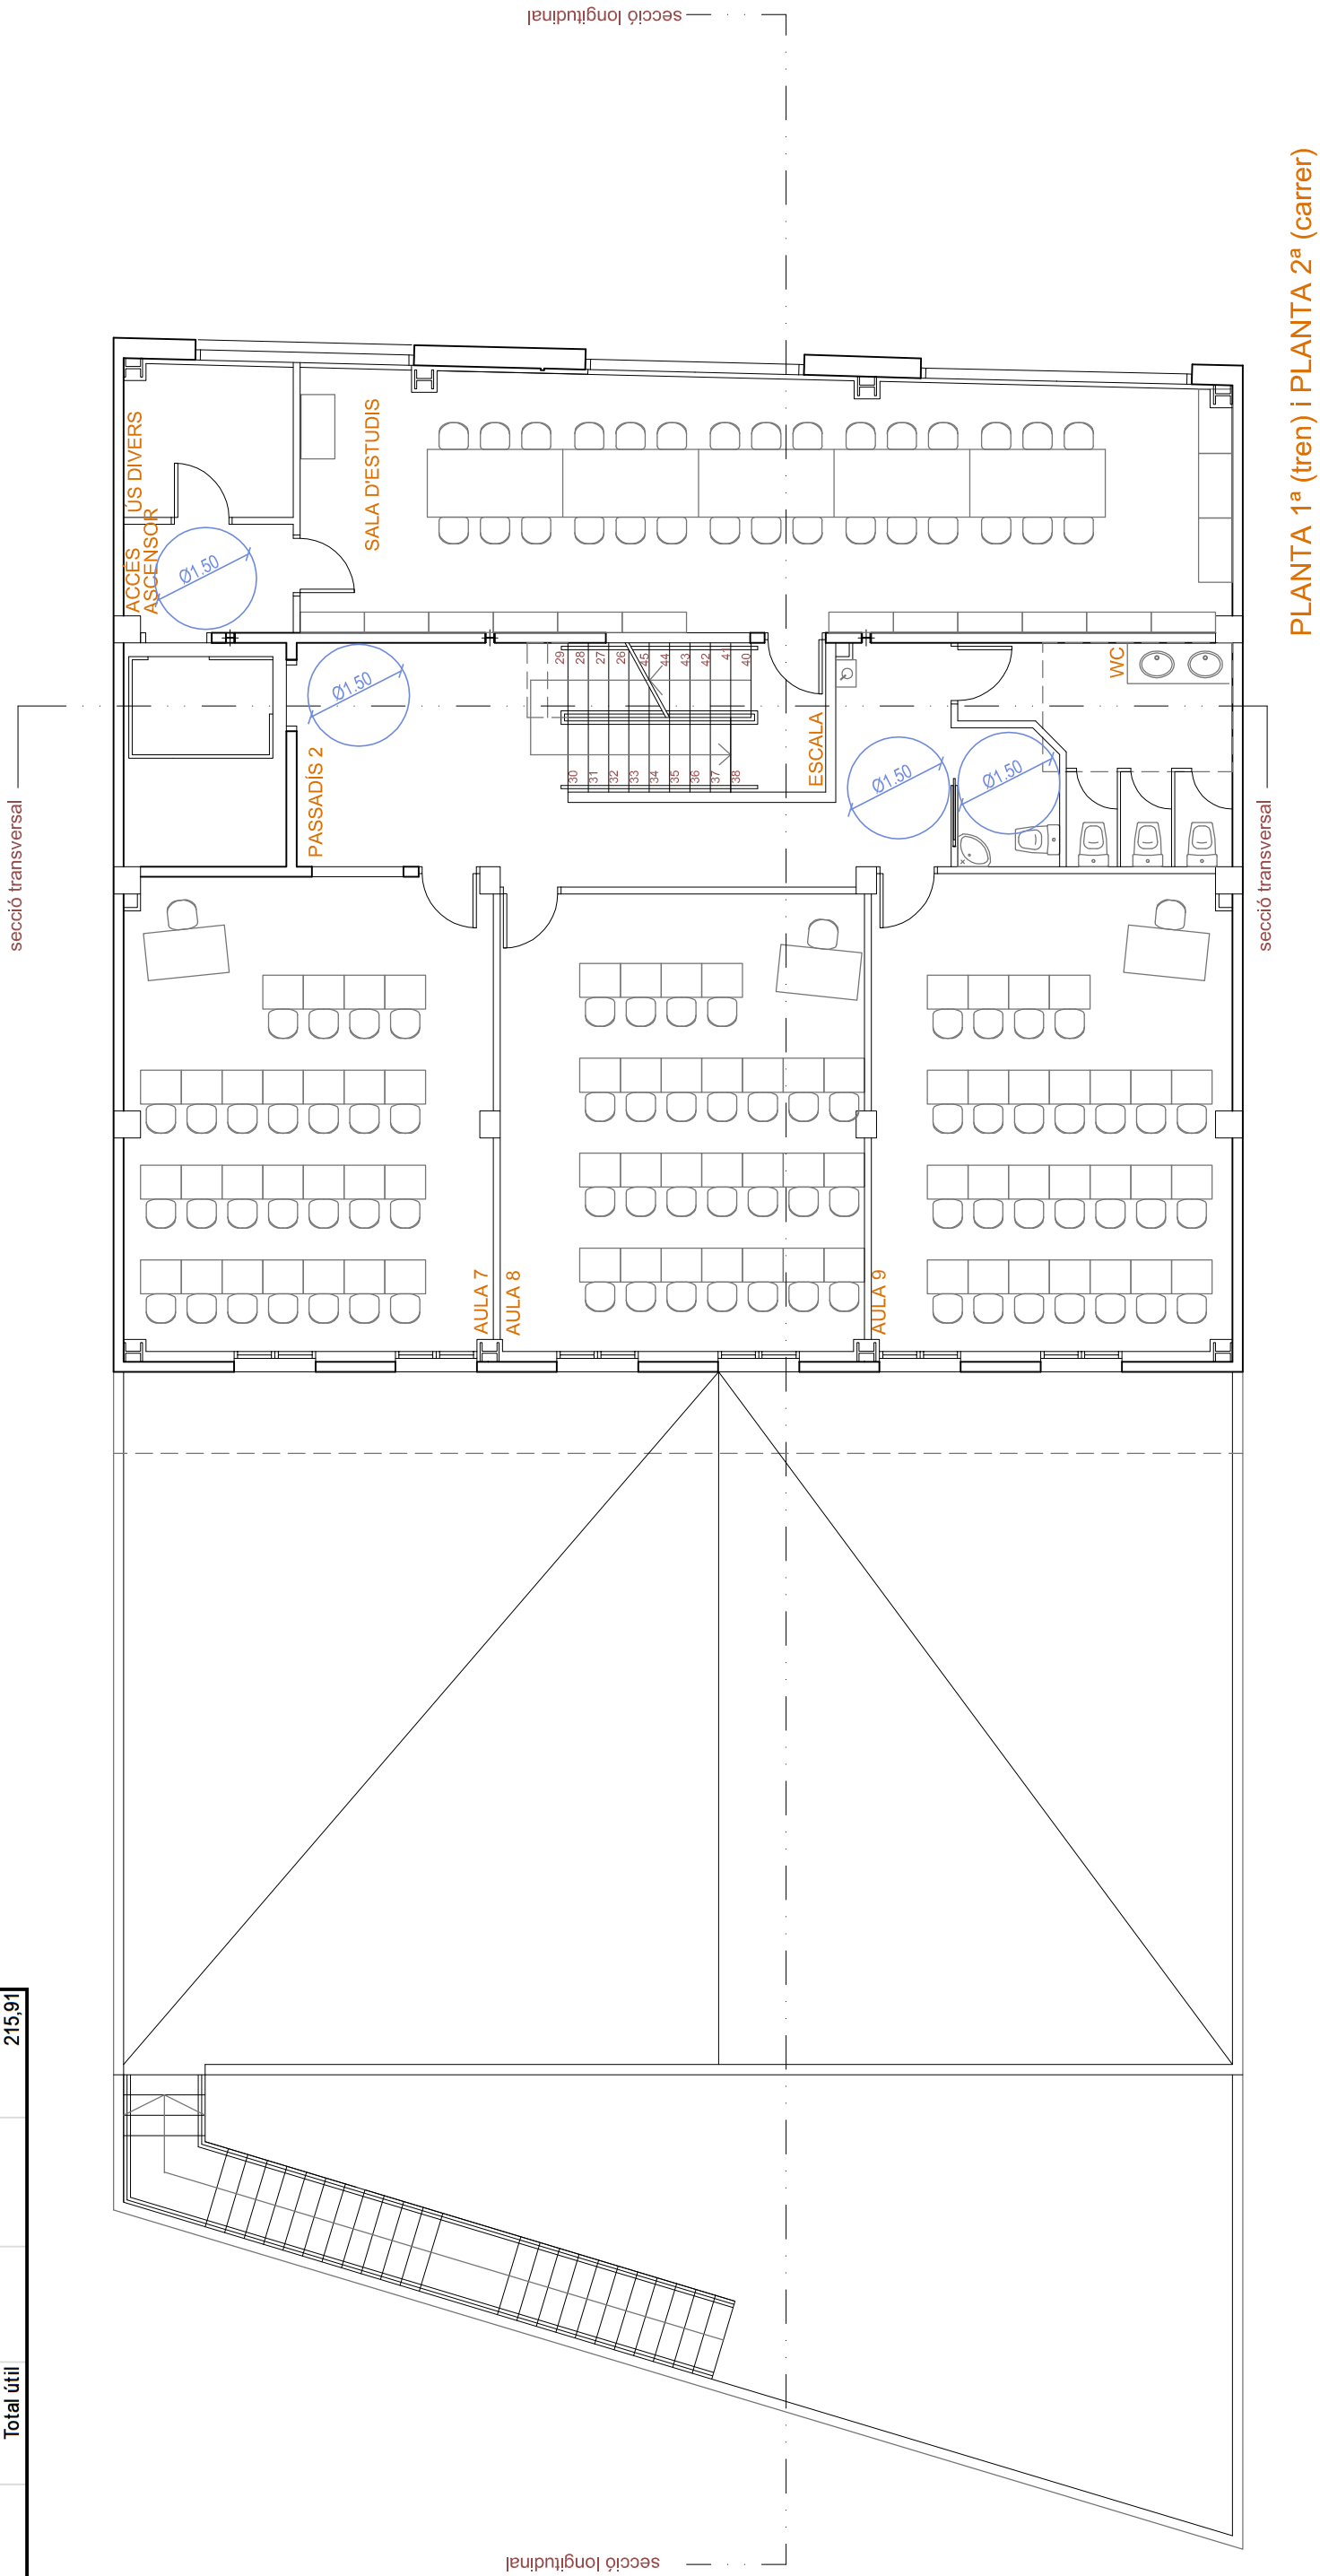 secció longitudinal
PLANTA 1ª (tren) i PLANTA 2ª (carrer)
ÚS DIVERS
ACCÉS
ASCENSOR
Ø1.50
SALA D'ESTUDIS
secció transversal
PASSADÍS 2
Ø1.50
29
28
27
26
45
44
43
42
41
40
30
31
32
33
34
35
36
37
38
ESCALA
Ø1.50
Ø1.50
WC
secció transversal
AULA 7
AULA 8
AULA 9
Total útil 215,91
secció longitudinal